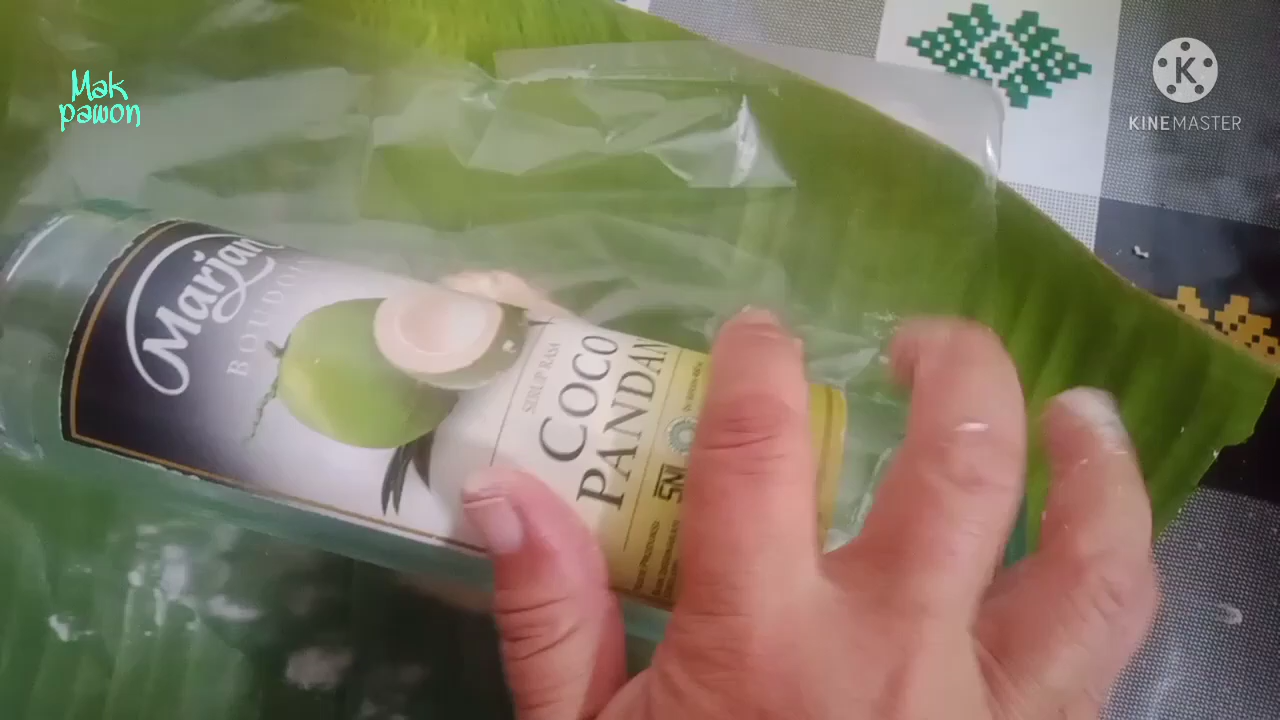 Mak
pawon
KINEMASTER
Marjan
BOUDOIN
SIRUP RASA
COCO
PANDAN